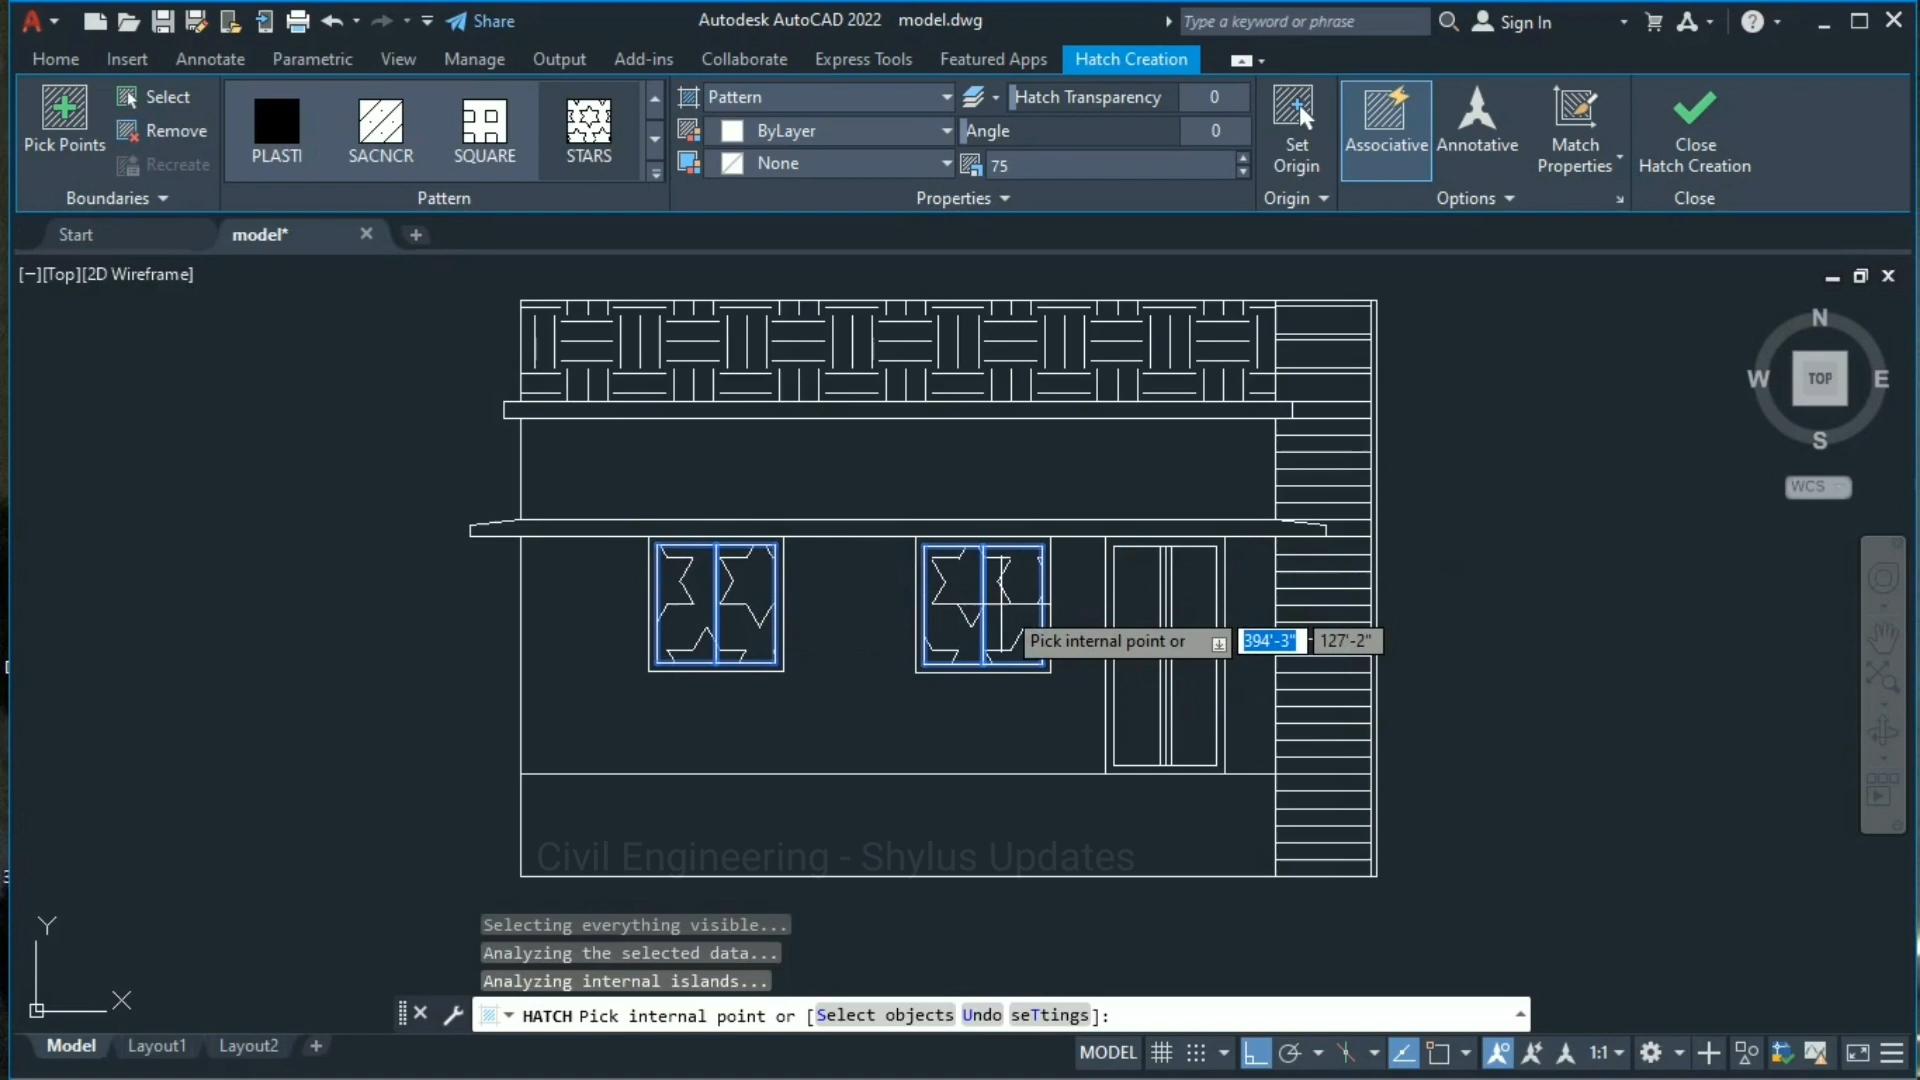 Share
Autodesk AutoCAD 2022 model.dwg
Type a keyword or phrase
Sign In
Home Insert Annotate Parametric View Manage Output Add-ins Collaborate Express Tools Featured Apps Hatch Creation
Pick Points
Select
Remove
Recreate
Boundaries
PLASTI SACNCR SQUARE STARS
Pattern
Pattern
ByLayer
None
Hatch Transparency 0
Angle 0
75
Properties
Set Origin
Origin
Associative
Annotative
Match Properties
Options
Close Hatch Creation
Close
Start model*
[−][Top][2D Wireframe]
N
W TOP E
S
WCS
Pick internal point or 394'-3" 127'-2"
Civil Engineering - Shylus Updates
Y
X
Selecting everything visible...
Analyzing the selected data...
Analyzing internal islands...
HATCH Pick internal point or [Select objects Undo seTtings]:
Model Layout1 Layout2
MODEL 1:1